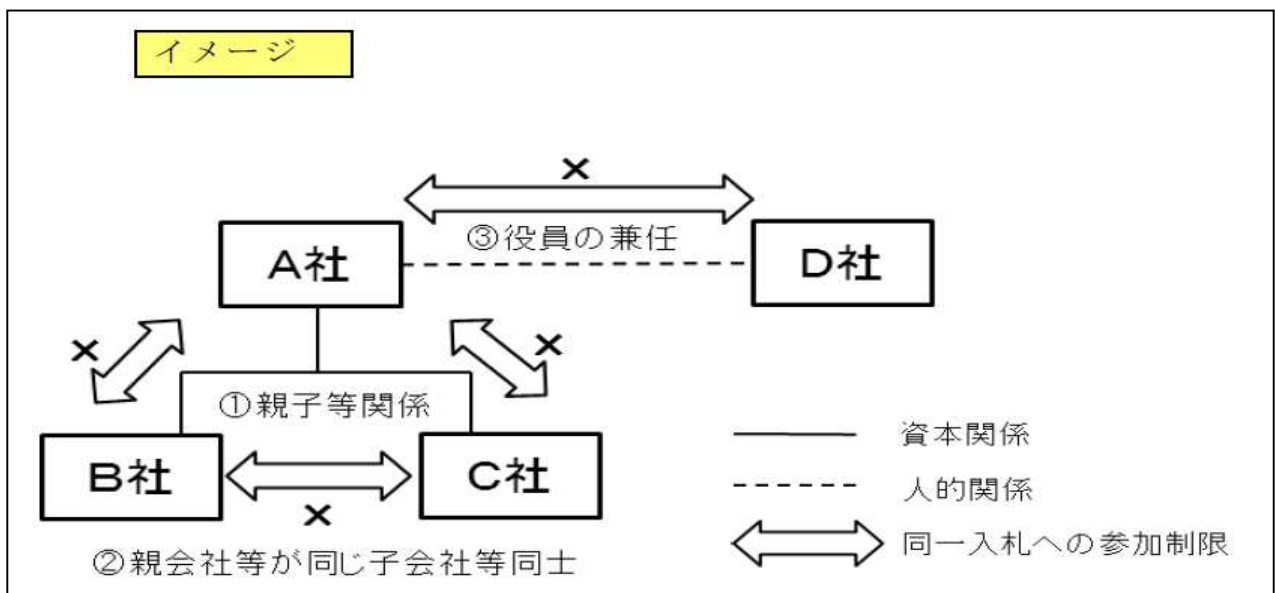 イメージ
×
③役員の兼任
A社
D社
×
×
①親子等関係
B社
C社
×
②親会社等が同じ子会社等同士
資本関係
人的関係
同一入札への参加制限